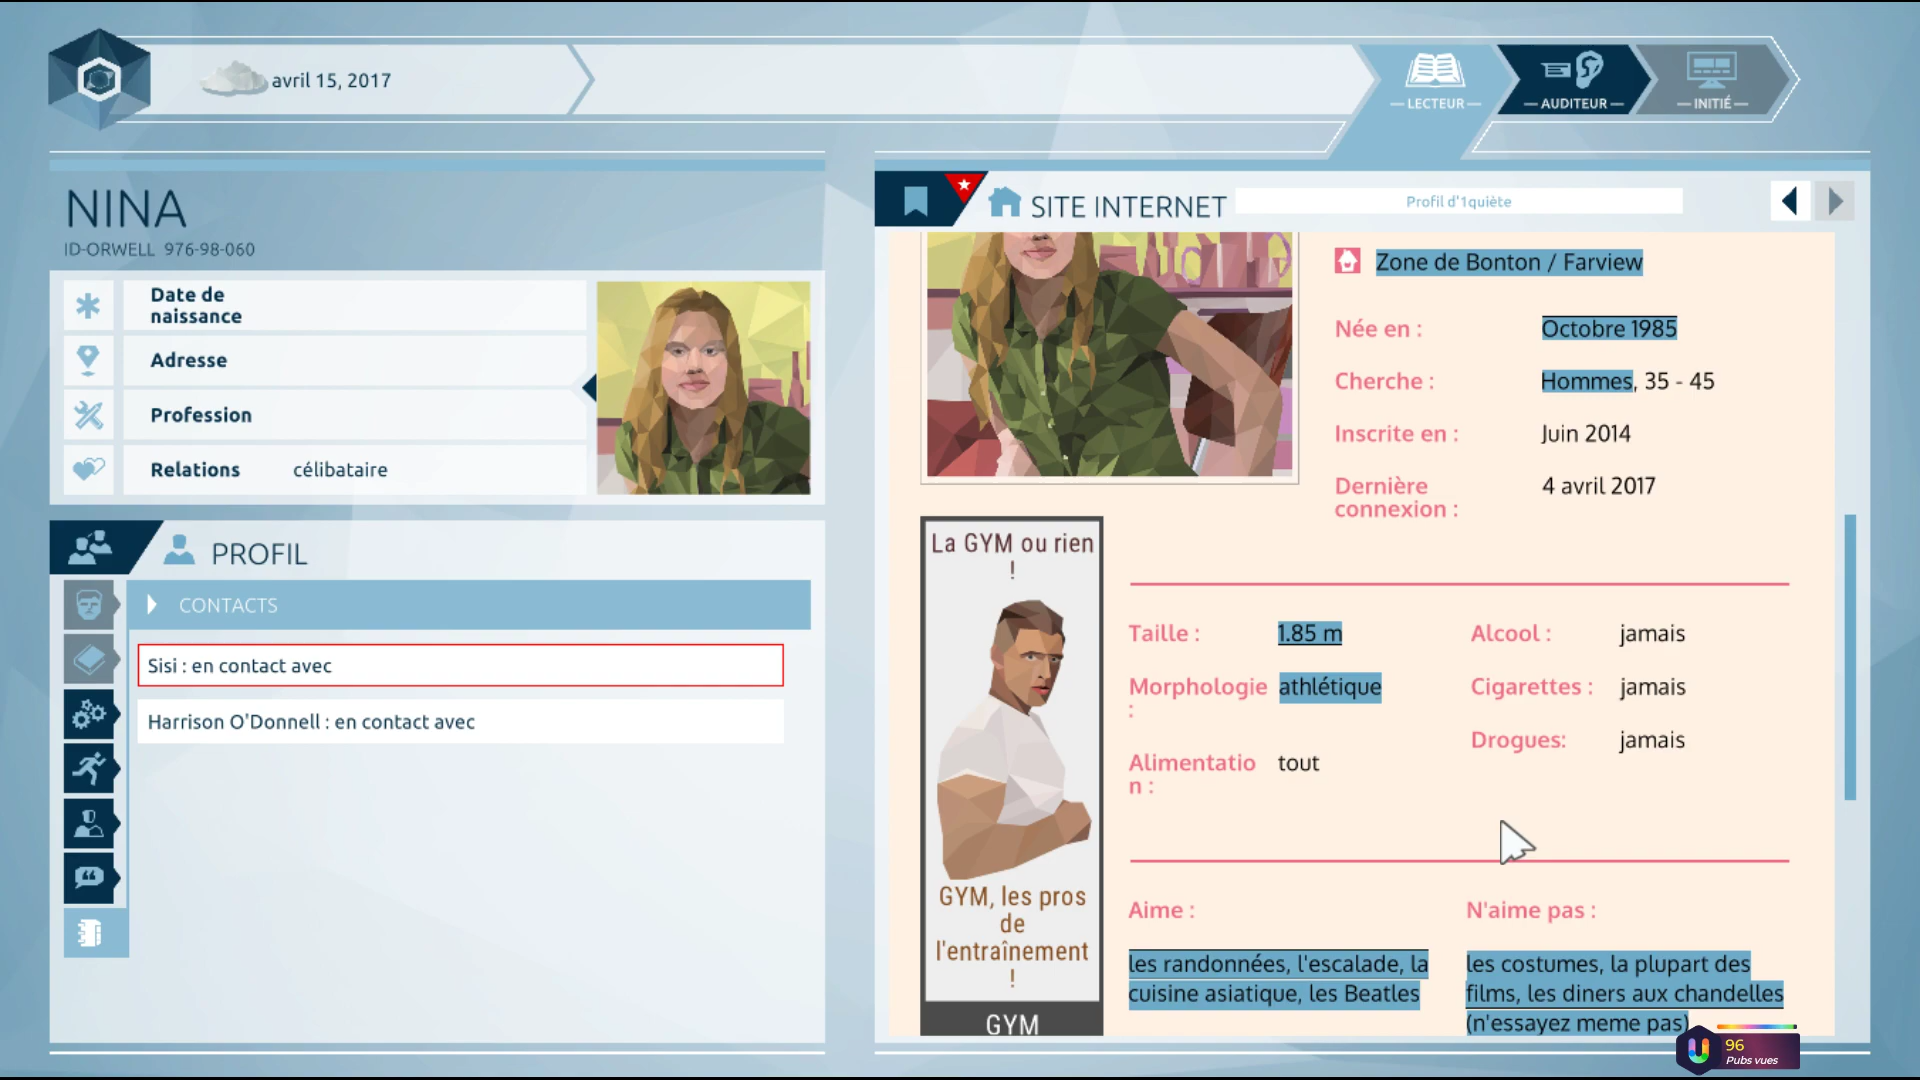 avril 15, 2017
LECTEUR
AUDITEUR
INITIÉ
NINA
ID-ORWELL 976-98-060
Date de
naissance
Adresse
Profession
Relations célibataire
PROFIL
CONTACTS
Sisi : en contact avec
Harrison O'Donnell : en contact avec
SITE INTERNET
Profil d'1quiète
Zone de Bonton / Farview
Née en : Octobre 1985
Cherche : Hommes, 35 - 45
Inscrite en : Juin 2014
Dernière
connexion : 4 avril 2017
La GYM ou rien
!
GYM, les pros
de
l'entraînement
!
GYM
Taille : 1.85 m
Morphologie
: athlétique
Alimentatio
n : tout
Alcool : jamais
Cigarettes : jamais
Drogues: jamais
Aime :
les randonnées, l'escalade, la
cuisine asiatique, les Beatles
N'aime pas :
les costumes, la plupart des
films, les diners aux chandelles
(n'essayez meme pas)
96
Pubs vues